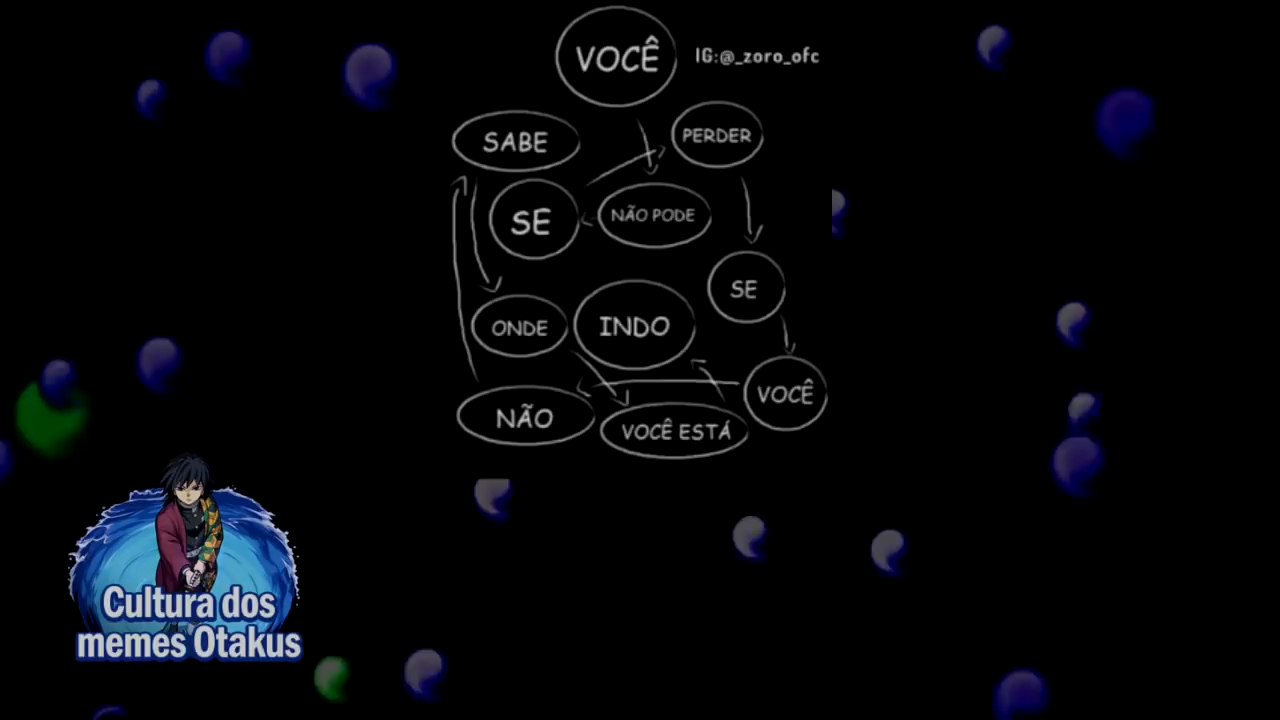 VOCÊ
IG:@_zoro_ofc
SABE
PERDER
SE
NÃO PODE
SE
ONDE
INDO
VOCÊ
NÃO
VOCÊ ESTÁ
Cultura dos
memes Otakus